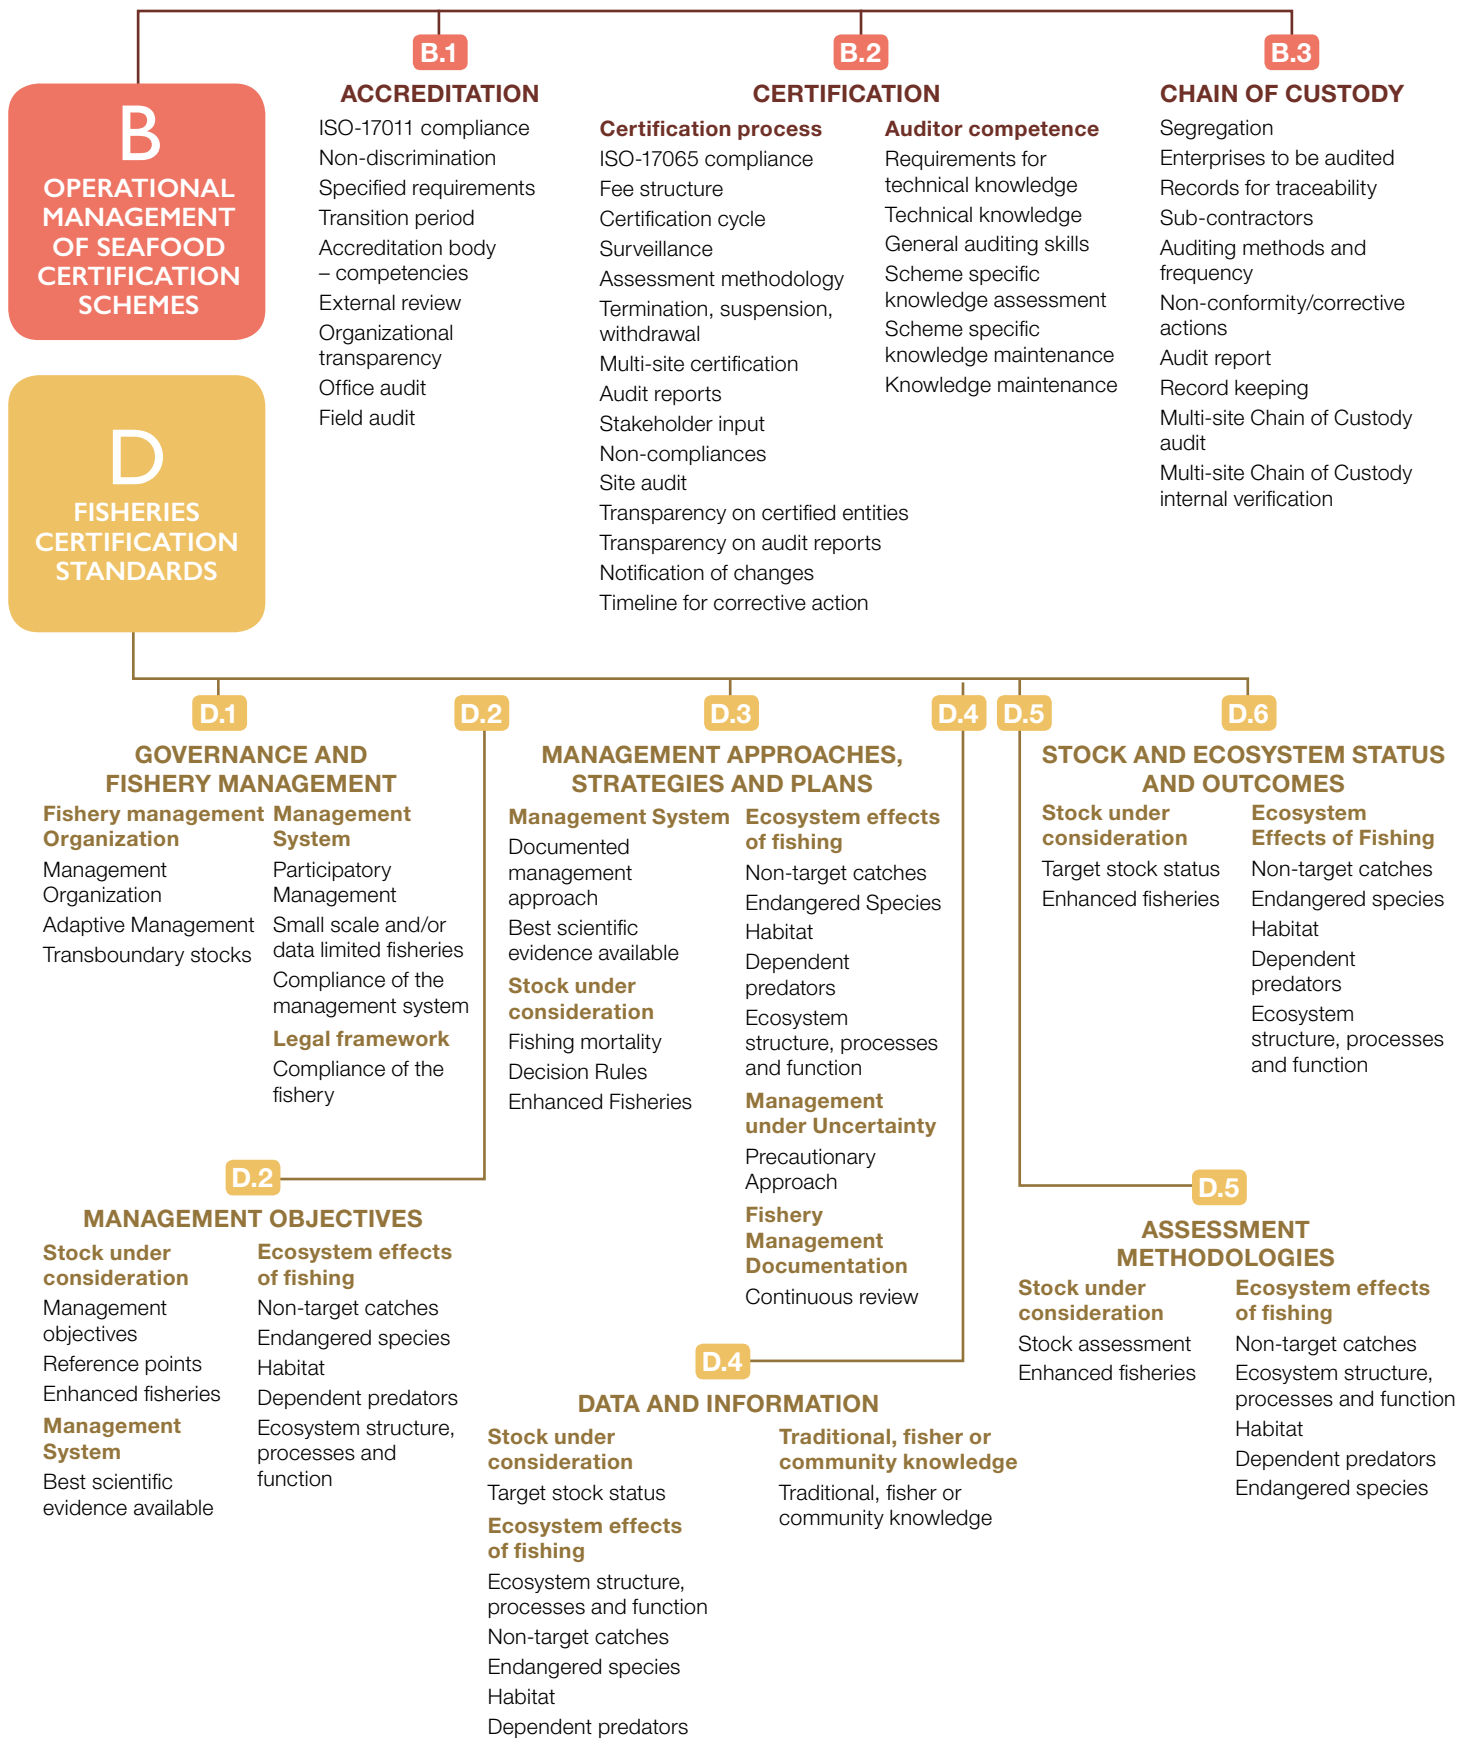 B
OPERATIONAL
MANAGEMENT
OF SEAFOOD
CERTIFICATION
SCHEMES
B.1
ACCREDITATION
ISO-17011 compliance
Non-discrimination
Specified requirements
Transition period
Accreditation body
– competencies
External review
Organizational
transparency
Office audit
Field audit
B.2
CERTIFICATION
Certification process
ISO-17065 compliance
Fee structure
Certification cycle
Surveillance
Assessment methodology
Termination, suspension,
withdrawal
Multi-site certification
Audit reports
Stakeholder input
Non-compliances
Site audit
Transparency on certified entities
Transparency on audit reports
Notification of changes
Timeline for corrective action
Auditor competence
Requirements for
technical knowledge
Technical knowledge
General auditing skills
Scheme specific
knowledge assessment
Scheme specific
knowledge maintenance
Knowledge maintenance
B.3
CHAIN OF CUSTODY
Segregation
Enterprises to be audited
Records for traceability
Sub-contractors
Auditing methods and
frequency
Non-conformity/corrective
actions
Audit report
Record keeping
Multi-site Chain of Custody
audit
Multi-site Chain of Custody
internal verification
D
FISHERIES
CERTIFICATION
STANDARDS
D.1
D.2
D.3
D.4
D.5
D.6
GOVERNANCE AND
FISHERY MANAGEMENT
Fishery management
Organization
Management
Organization
Adaptive Management
Transboundary stocks
Management
System
Participatory
Management
Small scale and/or
data limited fisheries
Compliance of the
management system
Legal framework
Compliance of the
fishery
MANAGEMENT APPROACHES,
STRATEGIES AND PLANS
Management System
Documented
management
approach
Best scientific
evidence available
Stock under
consideration
Fishing mortality
Decision Rules
Enhanced Fisheries
Ecosystem effects
of fishing
Non-target catches
Endangered Species
Habitat
Dependent
predators
Ecosystem
structure, processes
and function
Management
under Uncertainty
Precautionary
Approach
Fishery
Management
Documentation
Continuous review
STOCK AND ECOSYSTEM STATUS
AND OUTCOMES
Stock under
consideration
Target stock status
Enhanced fisheries
Ecosystem
Effects of Fishing
Non-target catches
Endangered species
Habitat
Dependent
predators
Ecosystem
structure, processes
and function
D.2
MANAGEMENT OBJECTIVES
Stock under
consideration
Management
objectives
Reference points
Enhanced fisheries
Management
System
Best scientific
evidence available
Ecosystem effects
of fishing
Non-target catches
Endangered species
Habitat
Dependent predators
Ecosystem structure,
processes and
function
D.4
DATA AND INFORMATION
Stock under
consideration
Target stock status
Ecosystem effects
of fishing
Ecosystem structure,
processes and function
Non-target catches
Endangered species
Habitat
Dependent predators
Traditional, fisher or
community knowledge
Traditional, fisher or
community knowledge
D.5
ASSESSMENT
METHODOLOGIES
Stock under
consideration
Stock assessment
Enhanced fisheries
Ecosystem effects
of fishing
Non-target catches
Ecosystem structure,
processes and function
Habitat
Dependent predators
Endangered species